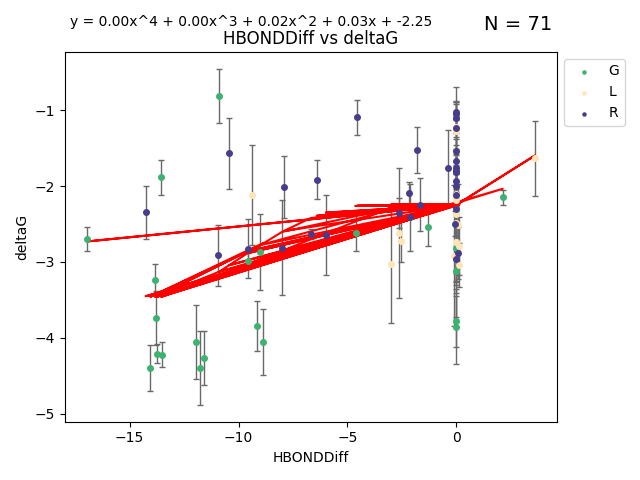 y = 0.00x^4 + 0.00x^3 + 0.02x^2 + 0.03x + -2.25
N = 71
HBONDDiff vs deltaG
G
L
R
−1
−2
−3
−4
−5
deltaG
−15 −10 −5 0
HBONDDiff